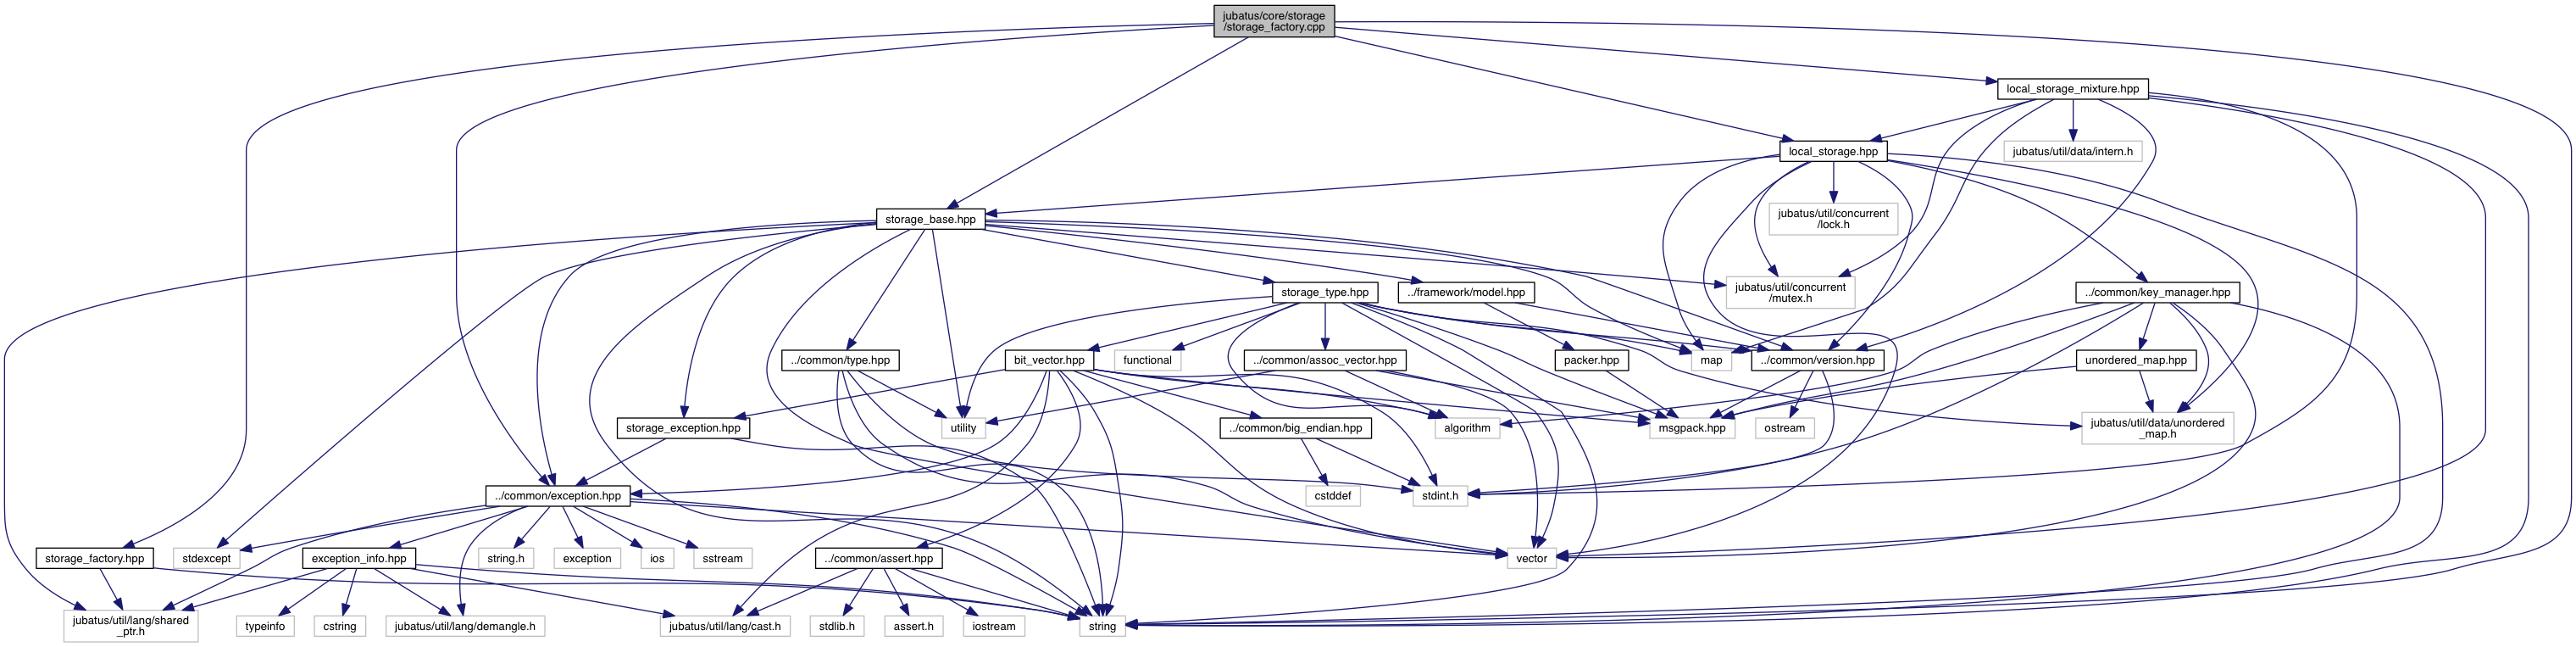 jubatus/core/storage
/storage_factory.cpp
local_storage_mixture.hpp
local_storage.hpp
jubatus/util/data/intern.h
storage_base.hpp
jubatus/util/concurrent
/lock.h
storage_type.hpp
../framework/model.hpp
jubatus/util/concurrent
/mutex.h
../common/key_manager.hpp
../common/type.hpp
bit_vector.hpp
functional
../common/assoc_vector.hpp
packer.hpp
map
../common/version.hpp
unordered_map.hpp
storage_exception.hpp
utility
../common/big_endian.hpp
algorithm
msgpack.hpp
ostream
jubatus/util/data/unordered
_map.h
../common/exception.hpp
cstddef
stdint.h
storage_factory.hpp
stdexcept
exception_info.hpp
string.h
exception
ios
sstream
../common/assert.hpp
vector
jubatus/util/lang/shared
_ptr.h
typeinfo
cstring
jubatus/util/lang/demangle.h
jubatus/util/lang/cast.h
stdlib.h
assert.h
iostream
string